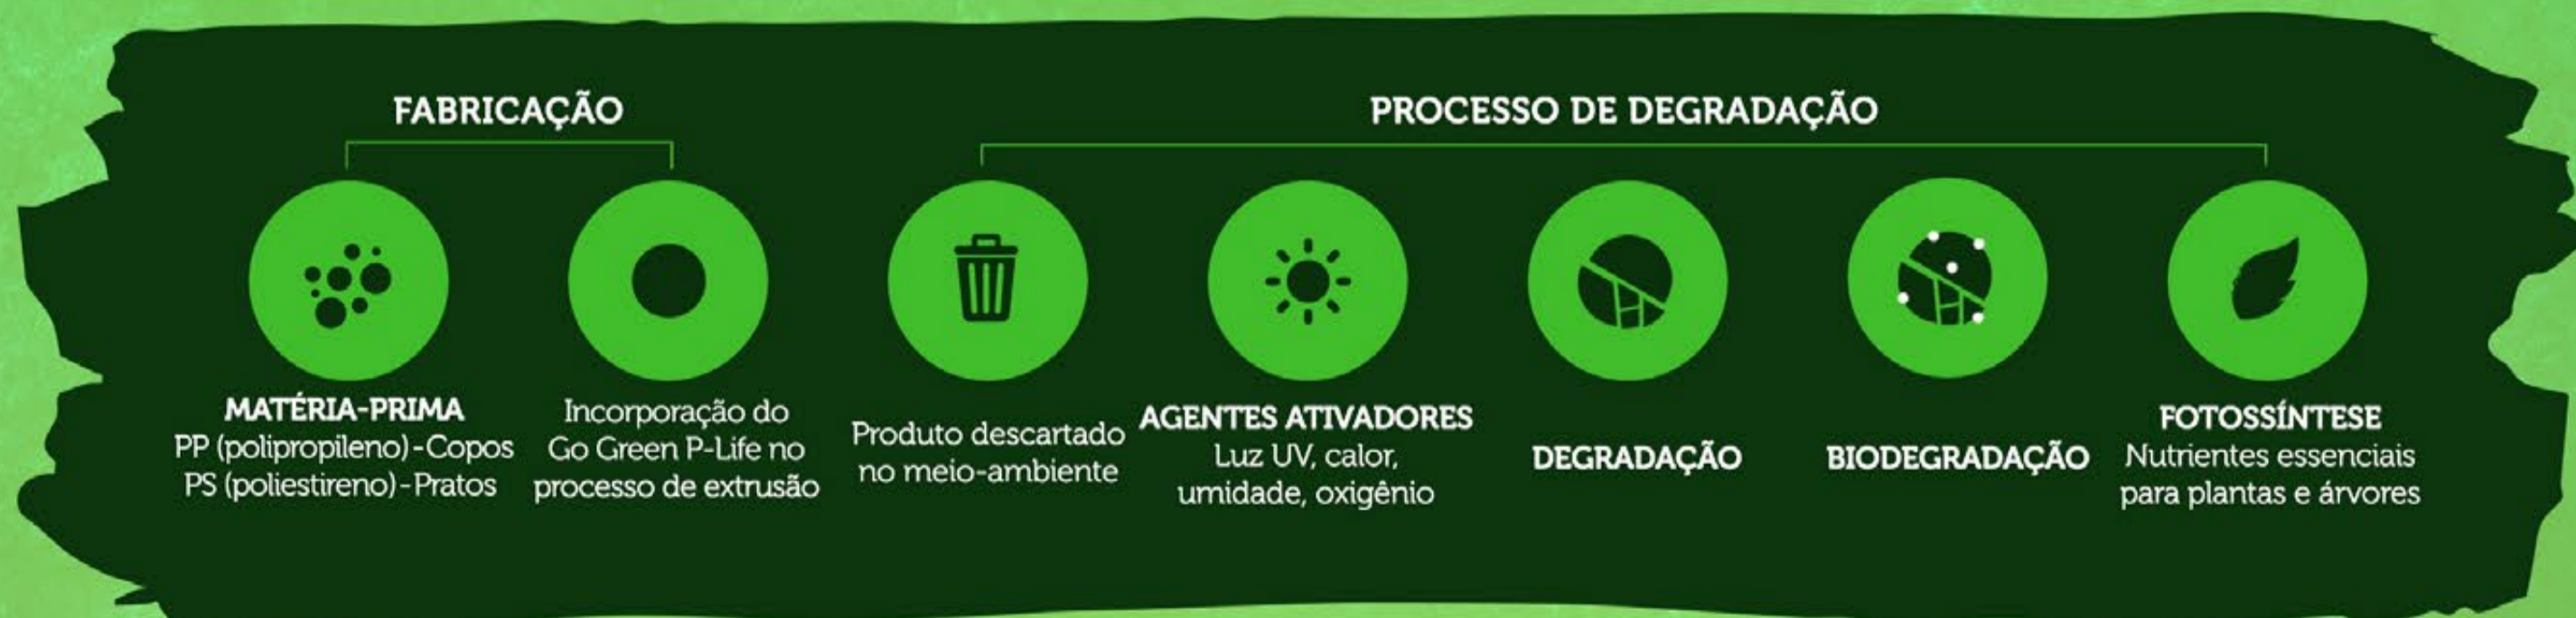 FABRICAÇÃO
MATÉRIA-PRIMA
PP (polipropileno)-Copos
PS (poliestireno)-Pratos
Incorporação do
Go Green P-Life no
processo de extrusão
PROCESSO DE DEGRADAÇÃO
Produto descartado
no meio-ambiente
AGENTES ATIVADORES
Luz UV, calor,
umidade, oxigênio
DEGRADAÇÃO
BIODEGRADAÇÃO
FOTOSSÍNTESE
Nutrientes essenciais
para plantas e árvores